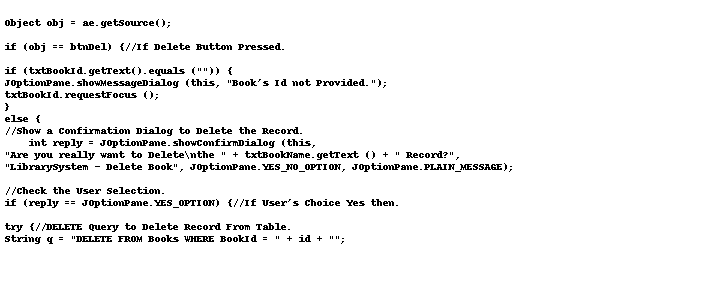 Object obj = ae.getSource();
if (obj == btnDel) {//If Delete Button Pressed.
if (txtBookId.getText().equals ("")) {
JOptionPane.showMessageDialog (this, "Book's Id not Provided.");
txtBookId.requestFocus ();
}
else {
//Show a Confirmation Dialog to Delete the Record.
    int reply = JOptionPane.showConfirmDialog (this,
"Are you really want to Delete\nthe " + txtBookName.getText () + " Record?",
"LibrarySystem - Delete Book", JOptionPane.YES_NO_OPTION, JOptionPane.PLAIN_MESSAGE);
//Check the User Selection.
if (reply == JOptionPane.YES_OPTION) {//If User's Choice Yes then.
try {//DELETE Query to Delete Record From Table.
String q = "DELETE FROM Books WHERE BookId = " + id + "";